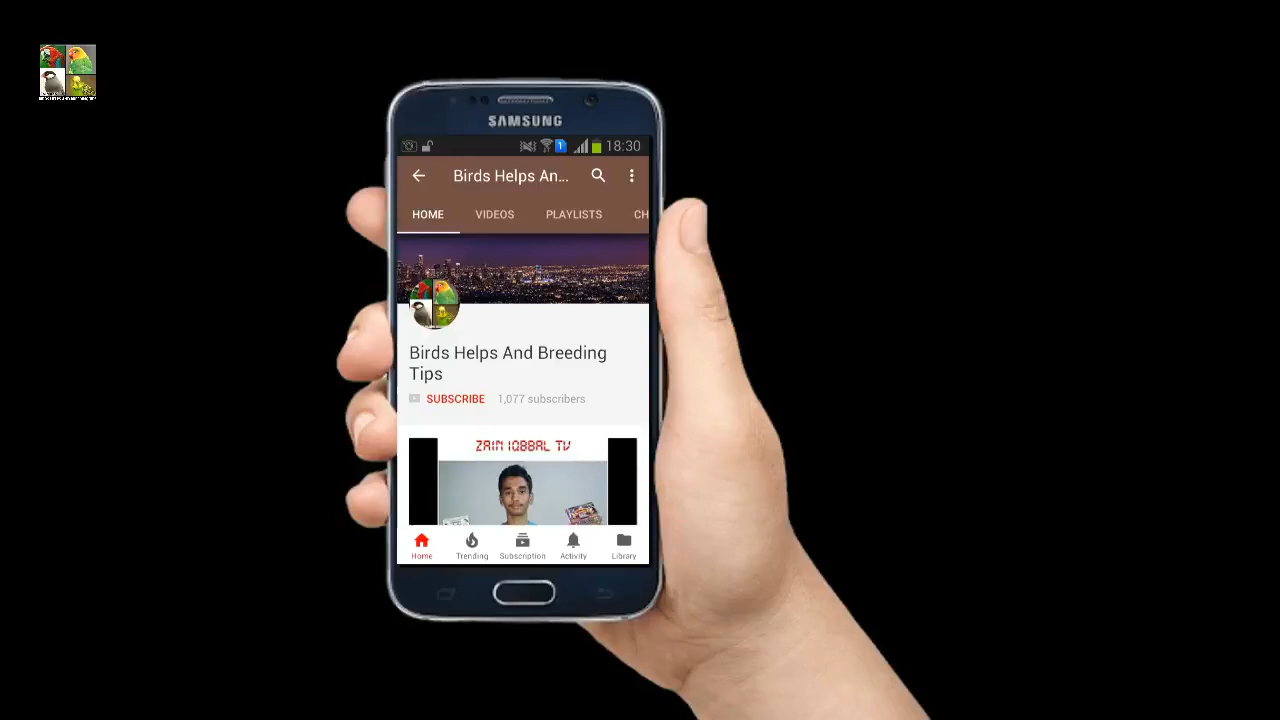 SAMSUNG
18:30
Birds Helps An...
HOME VIDEOS PLAYLISTS CH
Birds Helps And Breeding
Tips
SUBSCRIBE 1,077 subscribers
ZAIN IQBBAL TV
Home Trending Subscription Activity Library